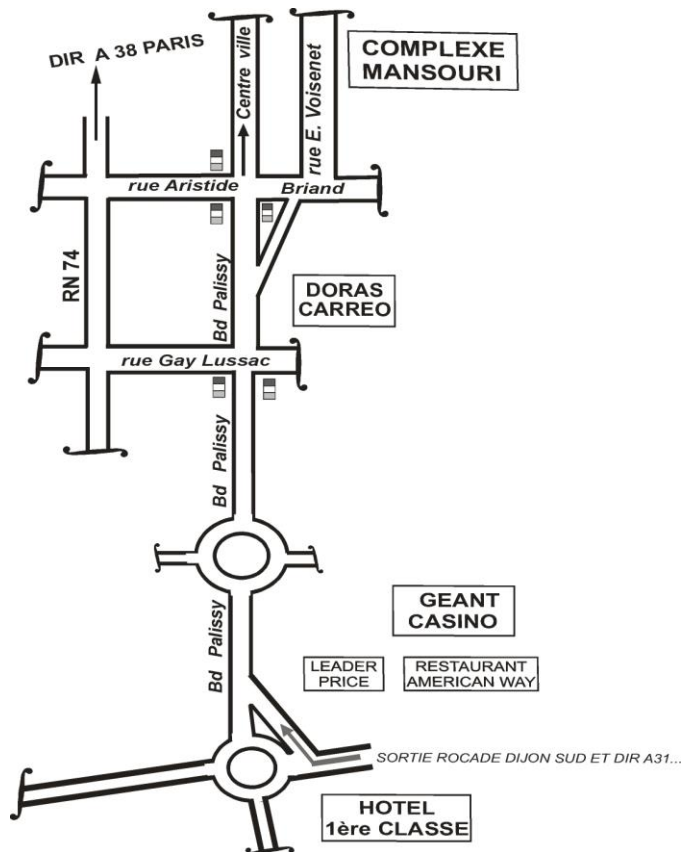 DIR A 38 PARIS
Centre ville
rue E. Voisenet
COMPLEXE
MANSOURI
rue Aristide Briand
RN 74
Bd Palissy
DORAS
CARREO
rue Gay Lussac
Bd Palissy
GEANT
CASINO
Bd Palissy
LEADER
PRICE
RESTAURANT
AMERICAN WAY
SORTIE ROCADE DIJON SUD ET DIR A31...
HOTEL
1ère CLASSE